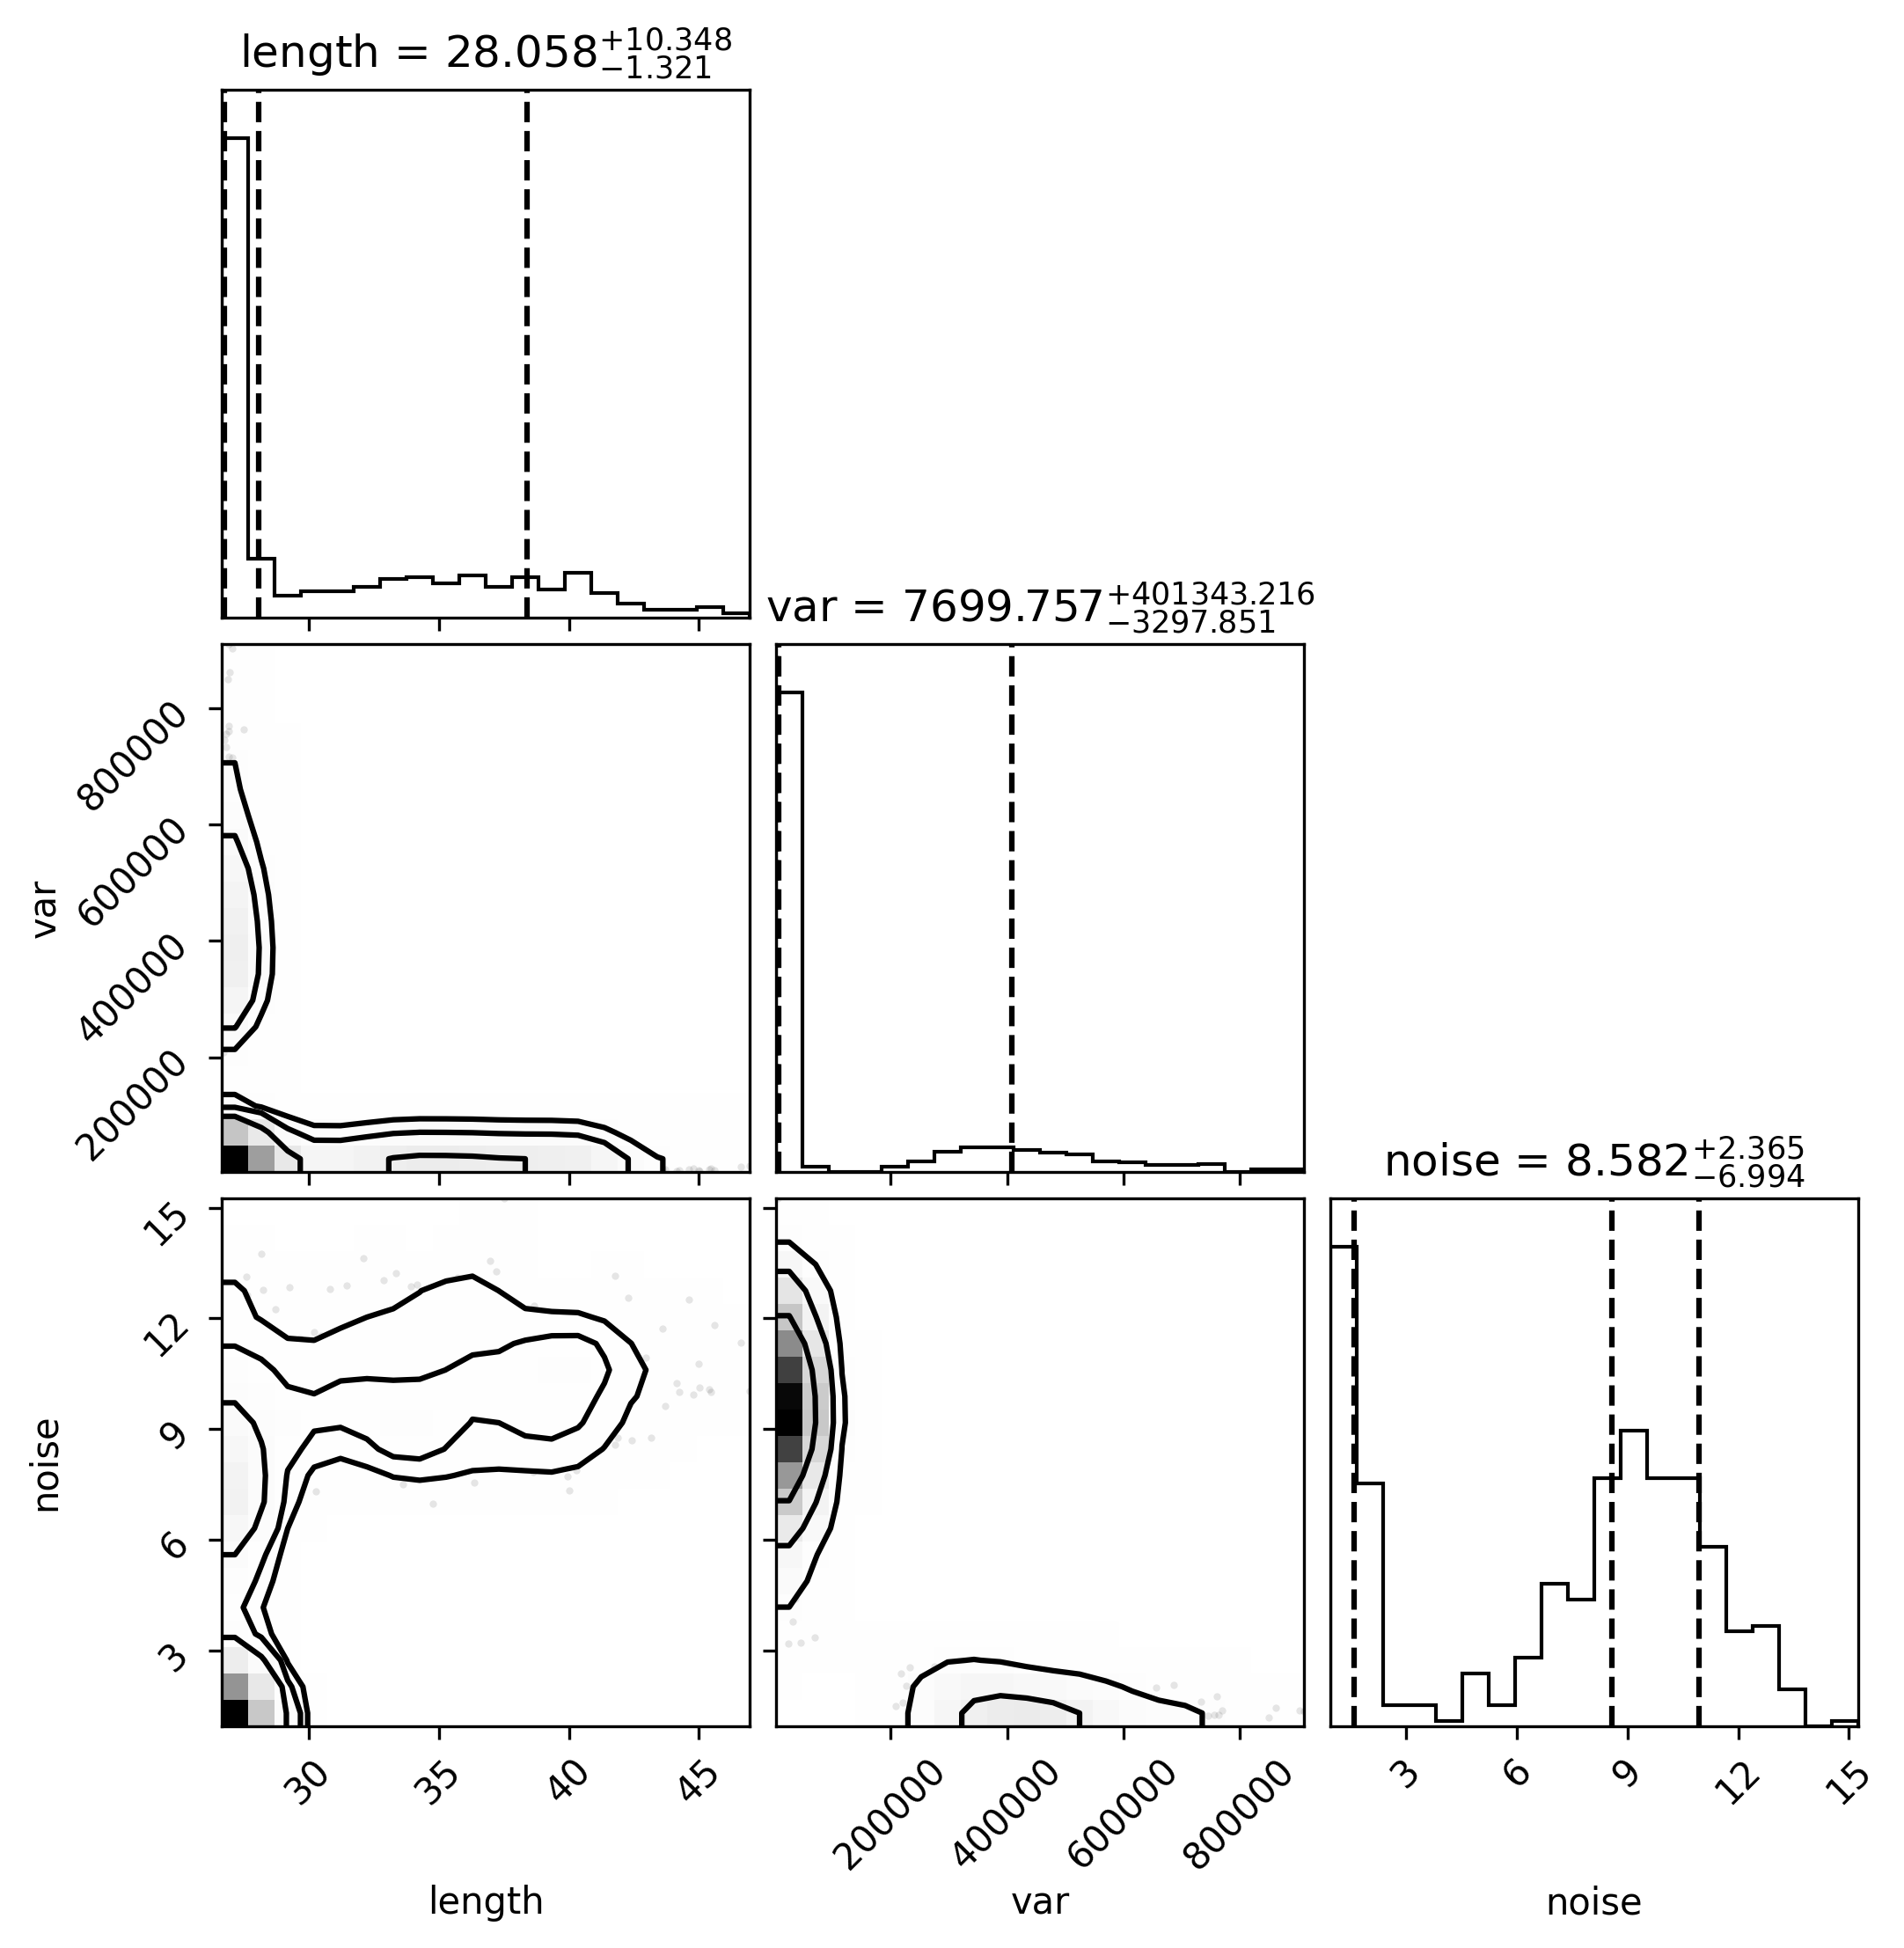 length = 28.058+10.348−1.321
var = 7699.757+401343.216−3297.851
800000
600000
400000
200000
var
noise = 8.582+2.365−6.994
15
12
9
6
3
noise
30 35 40 45
200000 400000 600000 800000
3 6 9 12 15
length var noise